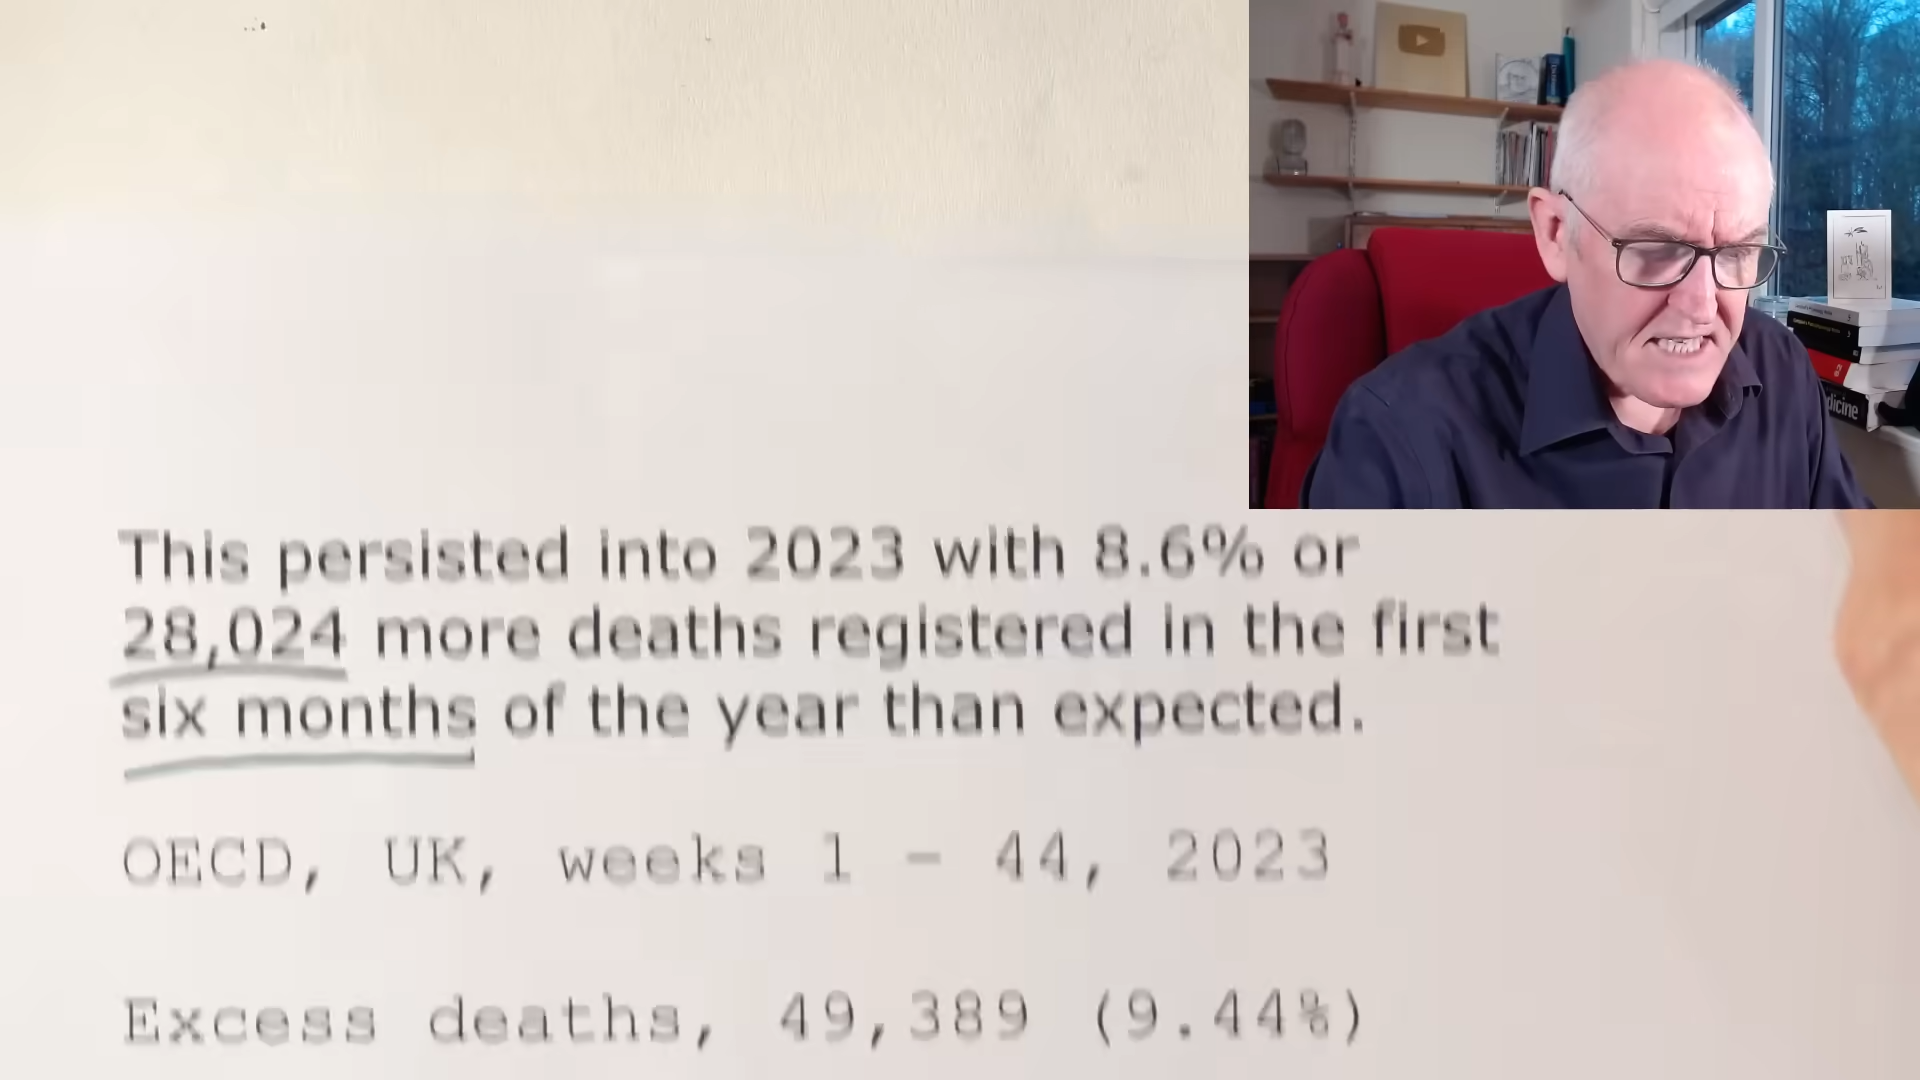 This persisted into 2023 with 8.6% or
28,024 more deaths registered in the first
six months of the year than expected.
OECD, UK, weeks 1 - 44, 2023
Excess deaths, 49,389 (9.44%)
dicine